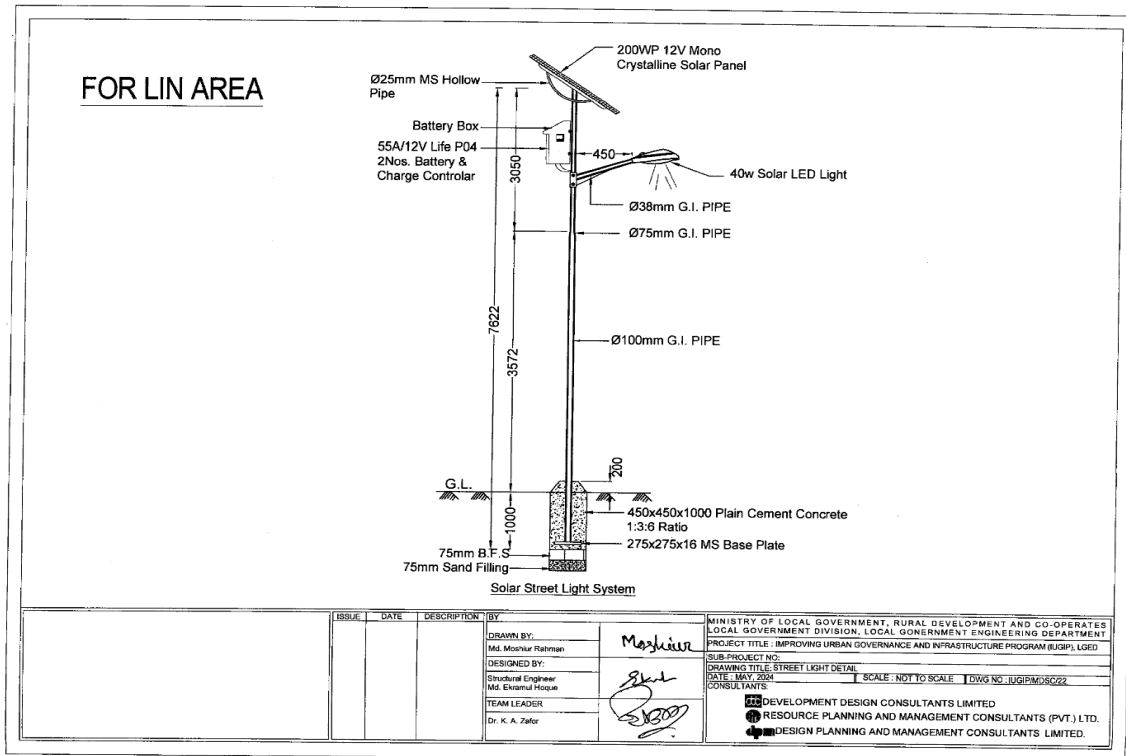 FOR LIN AREA
200WP 12V Mono
Crystalline Solar Panel
Ø25mm MS Hollow
Pipe
Battery Box
55A/12V Life P04
2Nos. Battery &
Charge Controlar
450
3050
40w Solar LED Light
Ø38mm G.I. PIPE
Ø75mm G.I. PIPE
7622
3572
Ø100mm G.I. PIPE
200
G.L.
1000
450x450x1000 Plain Cement Concrete
1:3:6 Ratio
275x275x16 MS Base Plate
75mm B.F.S
75mm Sand Filling
Solar Street Light System
ISSUE DATE DESCRIPTION BY
DRAWN BY:
Md. Moshiur Rahman
Moshiur
DESIGNED BY:
Structural Engineer
Md. Ekramul Hoque
TEAM LEADER
Dr. K. A. Zafor
MINISTRY OF LOCAL GOVERNMENT, RURAL DEVELOPMENT AND CO-OPERATES
LOCAL GOVERNMENT DIVISION, LOCAL GONERNMENT ENGINEERING DEPARTMENT
PROJECT TITLE : IMPROVING URBAN GOVERNANCE AND INFRASTRUCTURE PROGRAM (IUGIP), LGED
SUB-PROJECT NO:
DRAWING TITLE: STREET LIGHT DETAIL
DATE : MAY, 2024 SCALE : NOT TO SCALE DWG NO : IUGIP/MDSC/22
CONSULTANTS:
DEVELOPMENT DESIGN CONSULTANTS LIMITED
RESOURCE PLANNING AND MANAGEMENT CONSULTANTS (PVT.) LTD.
dpm DESIGN PLANNING AND MANAGEMENT CONSULTANTS LIMITED.